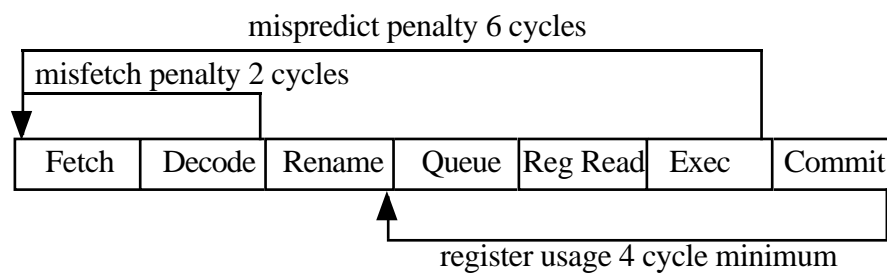 mispredict penalty 6 cycles
misfetch penalty 2 cycles
Fetch Decode Rename Queue Reg Read Exec Commit
register usage 4 cycle minimum